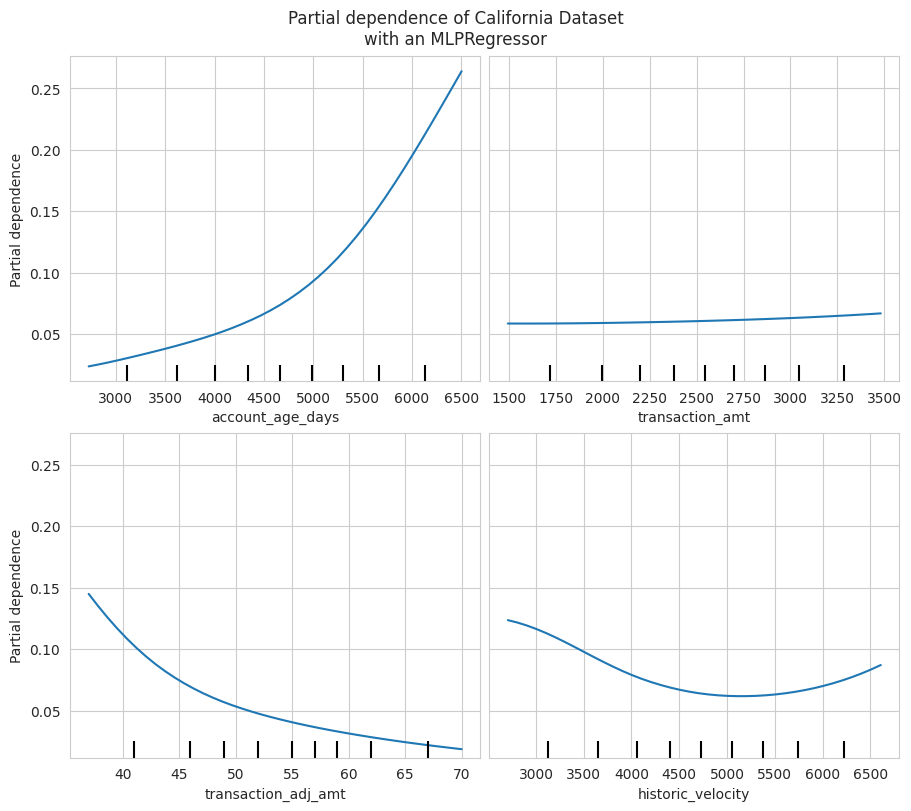 Partial dependence of California Dataset
with an MLPRegressor
0.25
0.20
0.15
0.10
0.05
Partial dependence
3000 3500 4000 4500 5000 5500 6000 6500
account_age_days
1500 1750 2000 2250 2500 2750 3000 3250 3500
transaction_amt
0.25
0.20
0.15
0.10
0.05
Partial dependence
40 45 50 55 60 65 70
transaction_adj_amt
3000 3500 4000 4500 5000 5500 6000 6500
historic_velocity